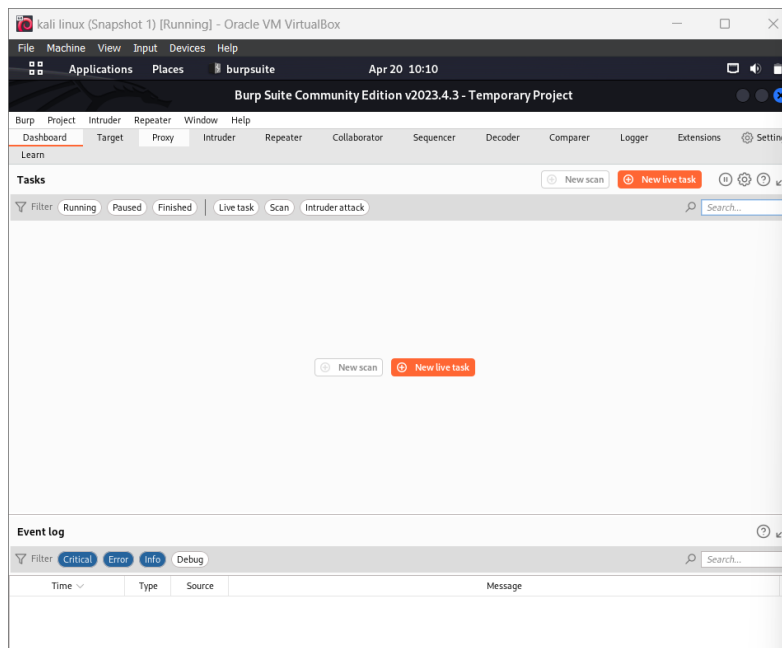 kali linux (Snapshot 1) [Running] - Oracle VM VirtualBox
File Machine View Input Devices Help
Applications Places burpsuite Apr 20 10:10
Burp Suite Community Edition v2023.4.3 - Temporary Project
Burp Project Intruder Repeater Window Help
Dashboard Target Proxy Intruder Repeater Collaborator Sequencer Decoder Comparer Logger Extensions Settin
Learn
Tasks New scan New live task
Filter Running Paused Finished Live task Scan Intruder attack Search...
New scan New live task
Event log
Filter Critical Error Info Debug Search...
Time Type Source Message